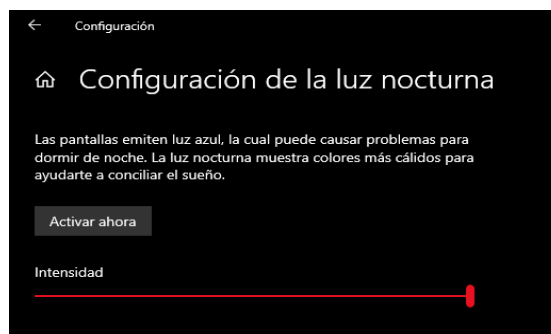 Configuración
Configuración de la luz nocturna
Las pantallas emiten luz azul, la cual puede causar problemas para
dormir de noche. La luz nocturna muestra colores más cálidos para
ayudarte a conciliar el sueño.
Activar ahora
Intensidad